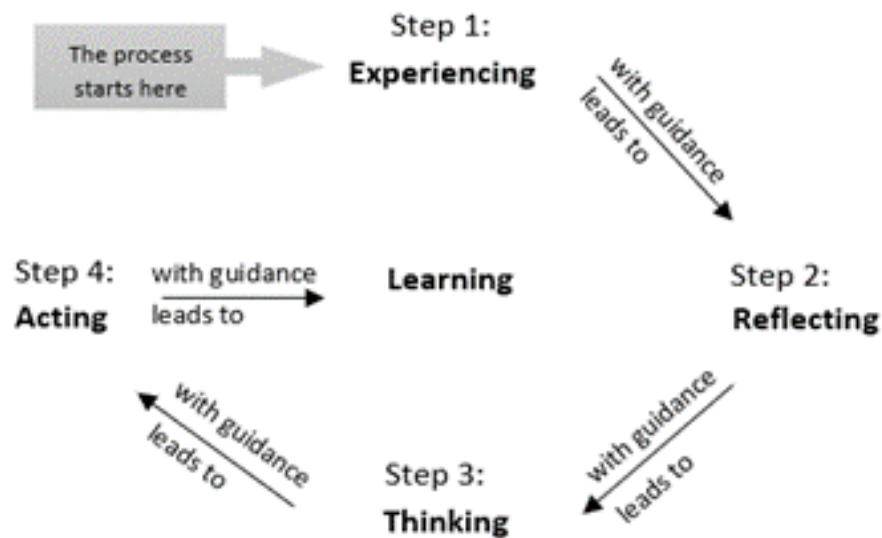 The process
starts here
Step 1:
Experiencing
with guidance
leads to
Step 2:
Reflecting
with guidance
leads to
Step 3:
Thinking
with guidance
leads to
Step 4:
Acting
with guidance
leads to
Learning